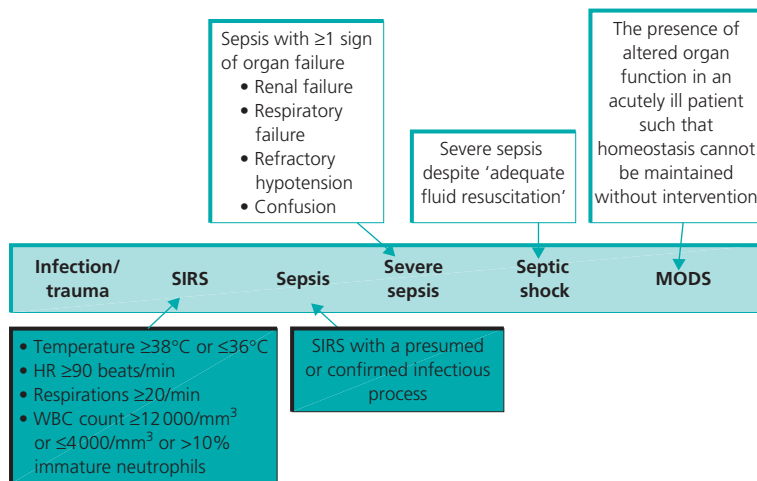 Sepsis with ≥1 sign
of organ failure
• Renal failure
• Respiratory
failure
• Refractory
hypotension
• Confusion
Severe sepsis
despite ‘adequate
fluid resuscitation’
The presence of
altered organ
function in an
acutely ill patient
such that
homeostasis cannot
be maintained
without intervention
Infection/
trauma
SIRS
Sepsis
Severe
sepsis
Septic
shock
MODS
• Temperature ≥38°C or ≤36°C
• HR ≥90 beats/min
• Respirations ≥20/min
• WBC count ≥12 000/mm³
or ≤4 000/mm³ or >10%
immature neutrophils
SIRS with a presumed
or confirmed infectious
process